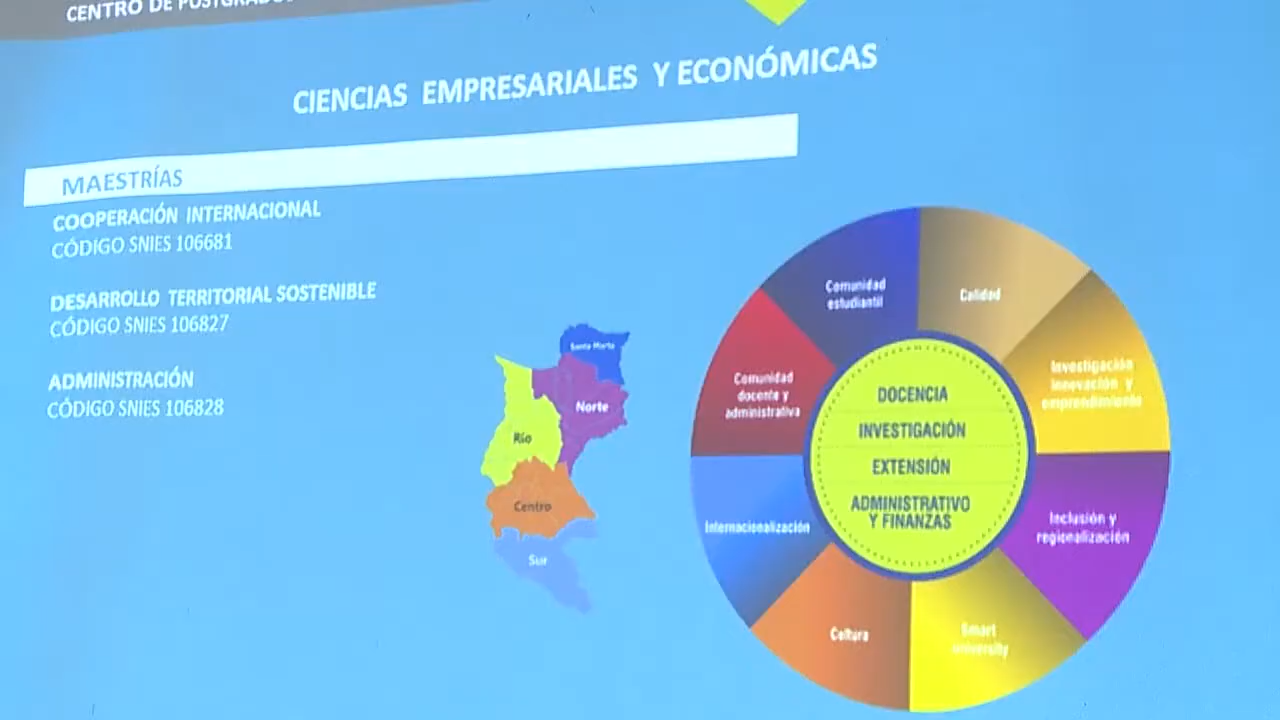 CENTRO DE POSTGRADOS
CIENCIAS EMPRESARIALES Y ECONÓMICAS
MAESTRÍAS
COOPERACIÓN INTERNACIONAL
CÓDIGO SNIES 106681
DESARROLLO TERRITORIAL SOSTENIBLE
CÓDIGO SNIES 106827
ADMINISTRACIÓN
CÓDIGO SNIES 106828
Santa Marta
Norte
Río
Centro
Sur
Comunidad
estudiantil
Calidad
Investigación
innovación y
emprendimiento
Inclusión y
regionalización
Smart
university
Cultura
Internacionalización
Comunidad
docente y
administrativa
DOCENCIA
INVESTIGACIÓN
EXTENSIÓN
ADMINISTRATIVO
Y FINANZAS